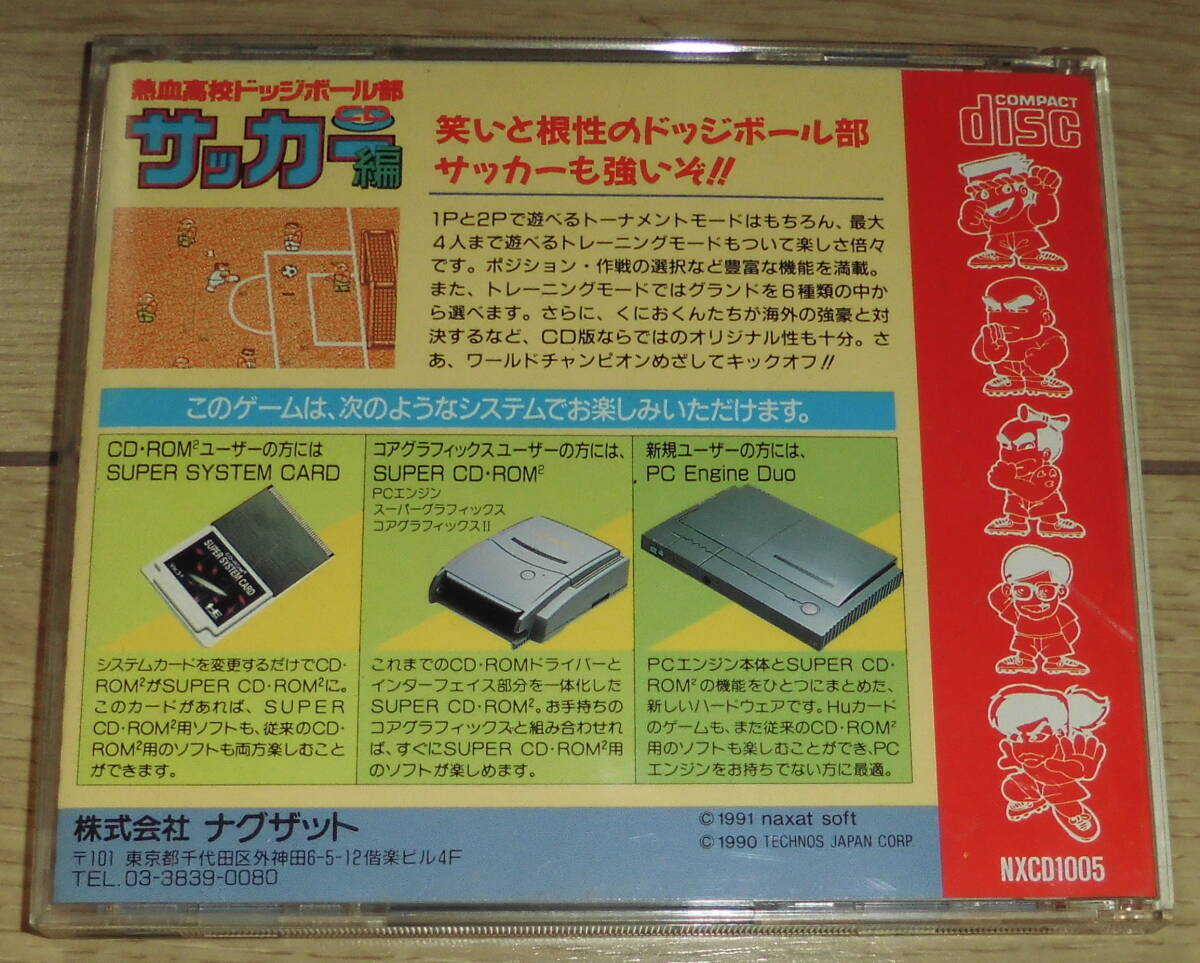 熱血高校ドッジボール部
CD
サッカー編
笑いと根性のドッジボール部
サッカーも強いぞ!!
1Pと2Pで遊べるトーナメントモードはもちろん、最大
4人まで遊べるトレーニングモードもついて楽しさ倍々
です。ポジション・作戦の選択など豊富な機能を満載。
また、トレーニングモードではグランドを6種類の中か
ら選べます。さらに、くにおくんたちが海外の強豪と対
決するなど、CD版ならではのオリジナル性も十分。さ
あ、ワールドチャンピオンめざしてキックオフ!!
COMPACT
disc
このゲームは、次のようなシステムでお楽しみいただけます。
CD・ROM²ユーザーの方には
SUPER SYSTEM CARD
CD-ROM²
SUPER SYSTEM CARD
システムカードを変更するだけでCD・
ROM²がSUPER CD・ROM²に。
このカードがあれば、SUPER
CD・ROM²用ソフトも、従来のCD・
ROM²用のソフトも両方楽しむこと
ができます。
コアグラフィックスユーザーの方には、
SUPER CD・ROM²
PCエンジン
スーパーグラフィックス
コアグラフィックスII
これまでのCD・ROMドライバーと
インターフェイス部分を一体化した
SUPER CD・ROM²。お手持ちの
コアグラフィックスと組み合わせれ
ば、すぐにSUPER CD・ROM²用
のソフトが楽しめます。
新規ユーザーの方には、
PC Engine Duo
PCエンジン本体とSUPER CD・
ROM²の機能をひとつにまとめた、
新しいハードウェアです。Huカード
のゲームも、また従来のCD・ROM²
用のソフトも楽しむことができ、PC
エンジンをお持ちでない方に最適。
株式会社 ナグザット
〒101 東京都千代田区外神田6-5-12偕楽ビル4F
TEL.03-3839-0080
©1991 naxat soft
©1990 TECHNOS JAPAN CORP.
NXCD1005